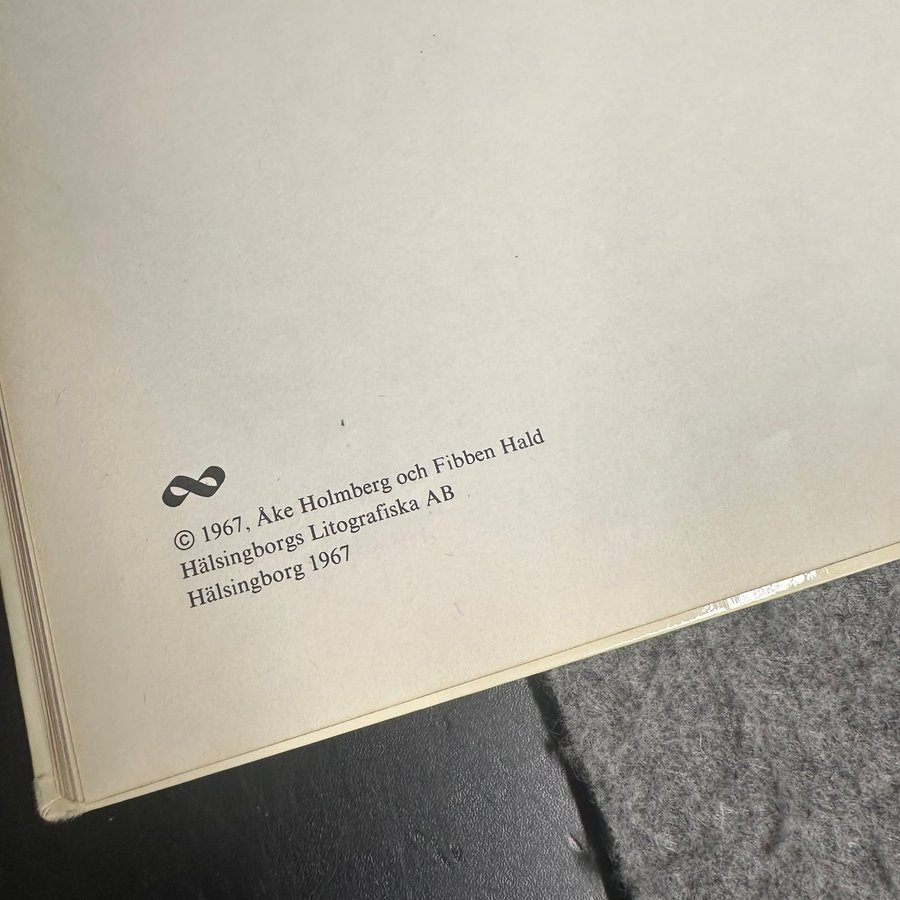 © 1967, Åke Holmberg och Fibben Hald
Hälsingborgs Litografiska AB
Hälsingborg 1967